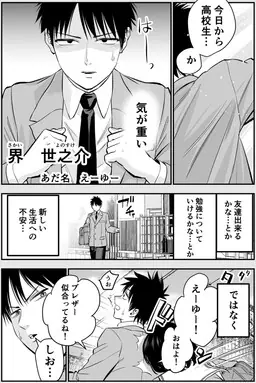 今日から
高校生…
か
はぁっ
気が重い
さかい よのすけ
界 世之介
あだ名 えーゆー
友達出来る
かな…とか
勉強について
いけるかな…とか
新しい
生活への
不安…
ではなく
えーゆー!
おはよ!
うお
ブレザー
似合ってるね!
しお…